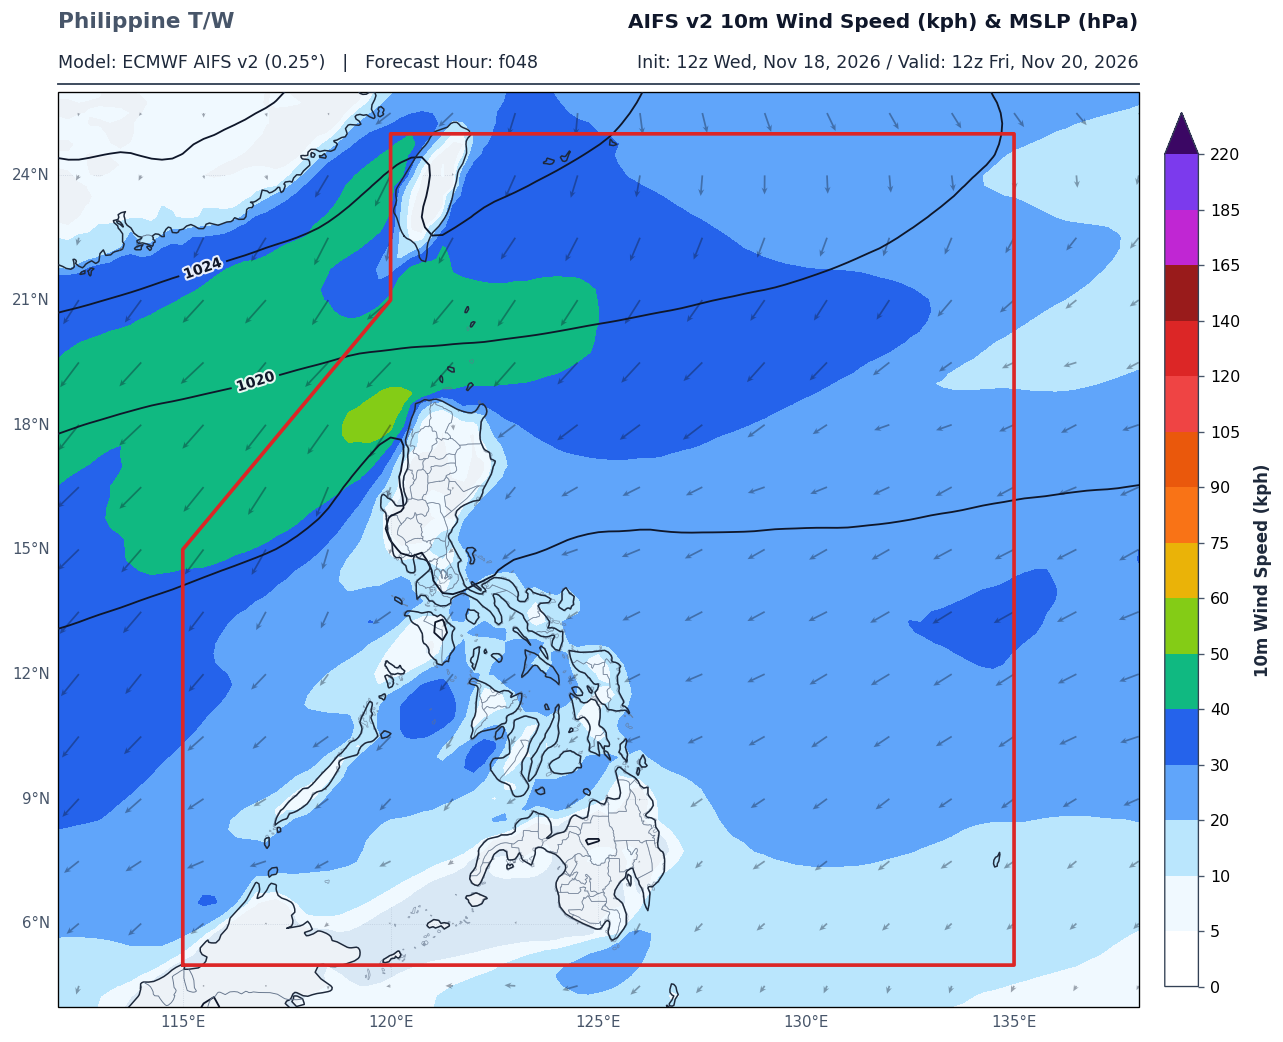 Philippine T/W
AIFS v2 10m Wind Speed (kph) & MSLP (hPa)
Model: ECMWF AIFS v2 (0.25°) | Forecast Hour: f048
Init: 12z Wed, Nov 18, 2026 / Valid: 12z Fri, Nov 20, 2026
24°N
21°N
18°N
15°N
12°N
9°N
6°N
115°E
120°E
125°E
130°E
135°E
1024
1020
220
185
165
140
120
105
90
75
60
50
40
30
20
10
5
0
10m Wind Speed (kph)